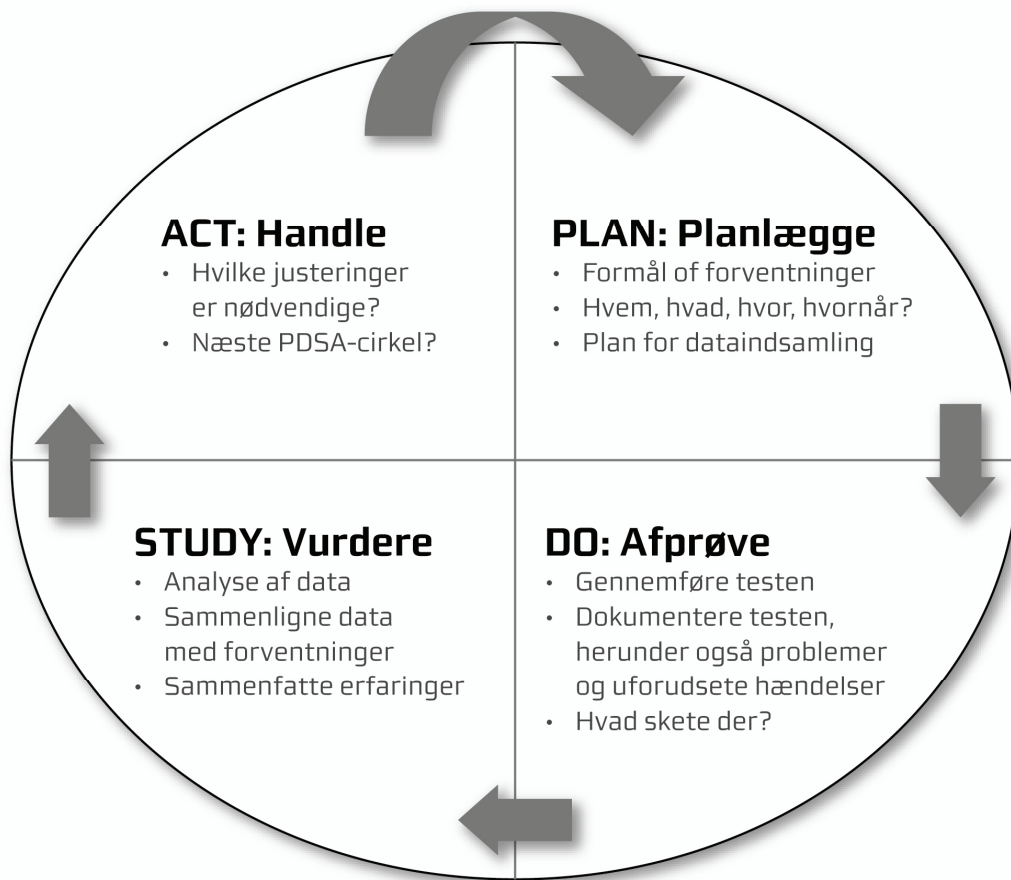 ACT: Handle
• Hvilke justeringer
er nødvendige?
• Næste PDSA-cirkel?
PLAN: Planlægge
• Formål of forventninger
• Hvem, hvad, hvor, hvornår?
• Plan for dataindsamling
STUDY: Vurdere
• Analyse af data
• Sammenligne data
med forventninger
• Sammenfatte erfaringer
DO: Afprøve
• Gennemføre testen
• Dokumentere testen,
herunder også problemer
og uforudsete hændelser
• Hvad skete der?